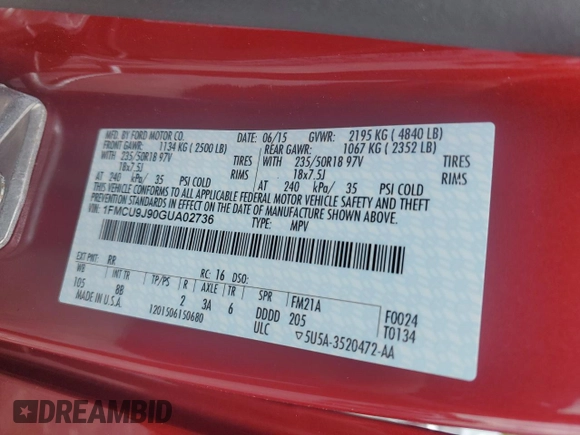 MFD. BY FORD MOTOR CO.
DATE: 06/15 GVWR: 2195 KG ( 4840 LB)
FRONT GAWR: 1134 KG ( 2500 LB) REAR GAWR: 1067 KG ( 2352 LB)
WITH 235/50R18 97V TIRES WITH 235/50R18 97V TIRES
18x7.5J RIMS 18x7.5J RIMS
AT 240 kPa/ 35 PSI COLD AT 240 kPa/ 35 PSI COLD
THIS VEHICLE CONFORMS TO ALL APPLICABLE FEDERAL MOTOR VEHICLE SAFETY AND THEFT
PREVENTION STANDARDS IN EFFECT ON THE DATE OF MANUFACTURE SHOWN ABOVE.
VIN: 1FMCU9J90GUA02736
TYPE: MPV
EXT PNT: RR RC: 16 DSO:
WB INT TR TP/PS R AXLE TR SPR FM21A F0024
105 BB 2 3A 6 DDDD 205 T0134
MADE IN U.S.A. 1201506150680 ULC ▽5U5A-3520472-AA
DREAMBID